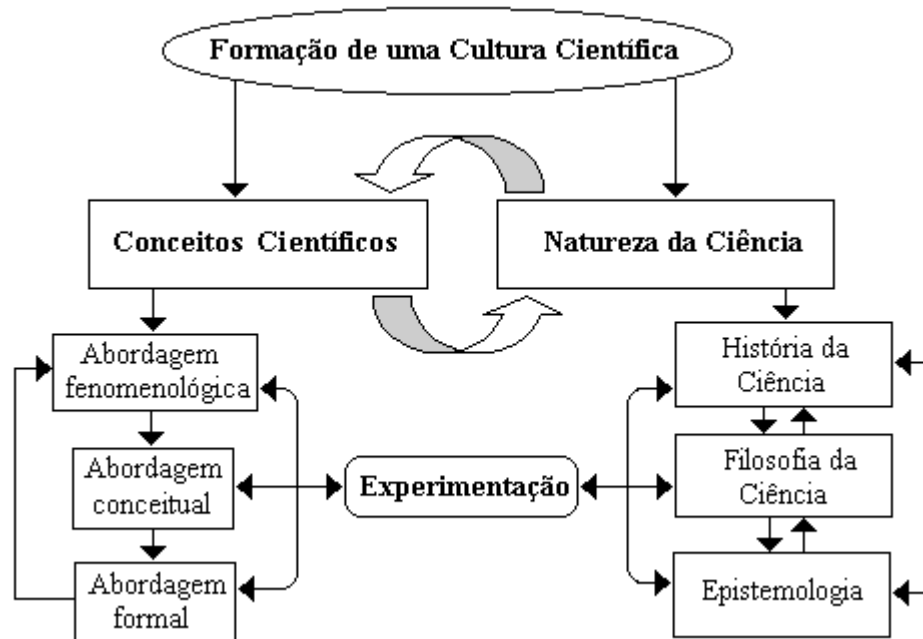 Formação de uma Cultura Científica
Conceitos Científicos
Natureza da Ciência
Abordagem
fenomenológica
Abordagem
conceitual
Abordagem
formal
Experimentação
História da
Ciência
Filosofia da
Ciência
Epistemologia